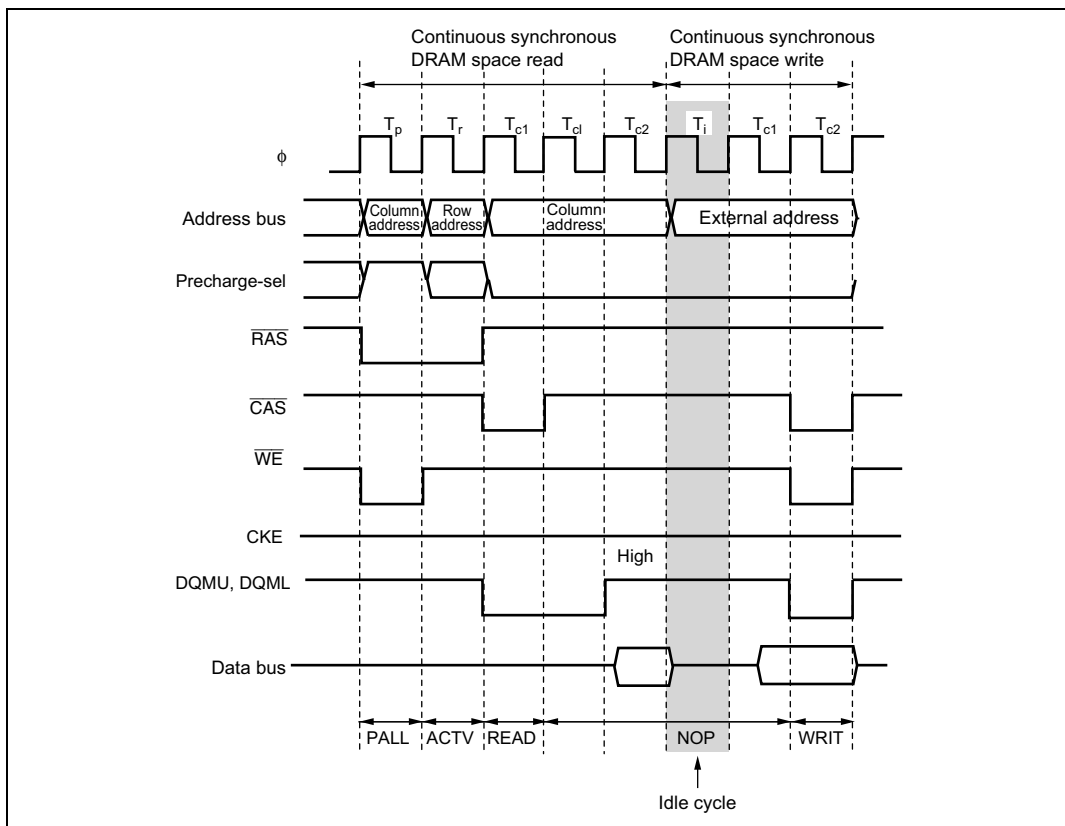 Continuous synchronous
DRAM space read
Continuous synchronous
DRAM space write
Tp Tr Tc1 Tcl Tc2 Ti Tc1 Tc2
ϕ
Address bus
Column
address
Row
address
Column
address
External address
Precharge-sel
RAS
CAS
WE
CKE
High
DQMU, DQML
Data bus
PALL ACTV READ NOP WRIT
Idle cycle